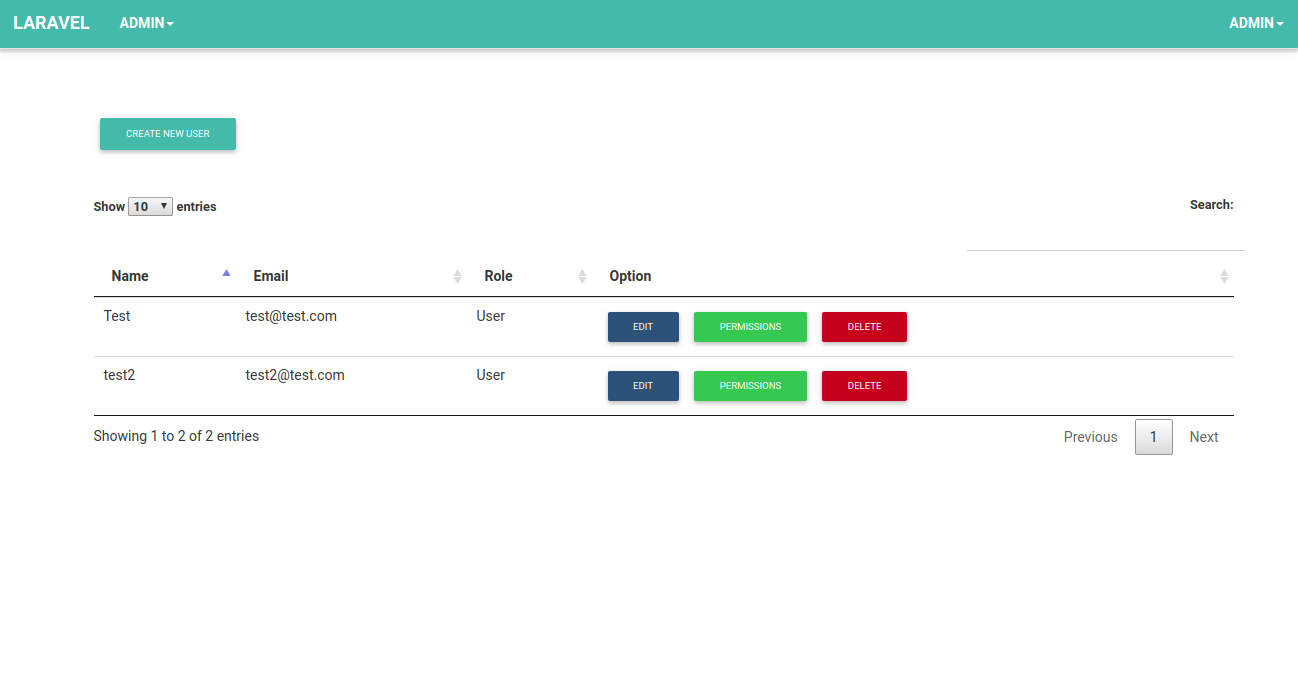 LARAVEL ADMIN ADMIN
CREATE NEW USER
Show 10 entries Search:
Name Email Role Option
Test test@test.com User EDIT PERMISSIONS DELETE
test2 test2@test.com User EDIT PERMISSIONS DELETE
Showing 1 to 2 of 2 entries Previous 1 Next